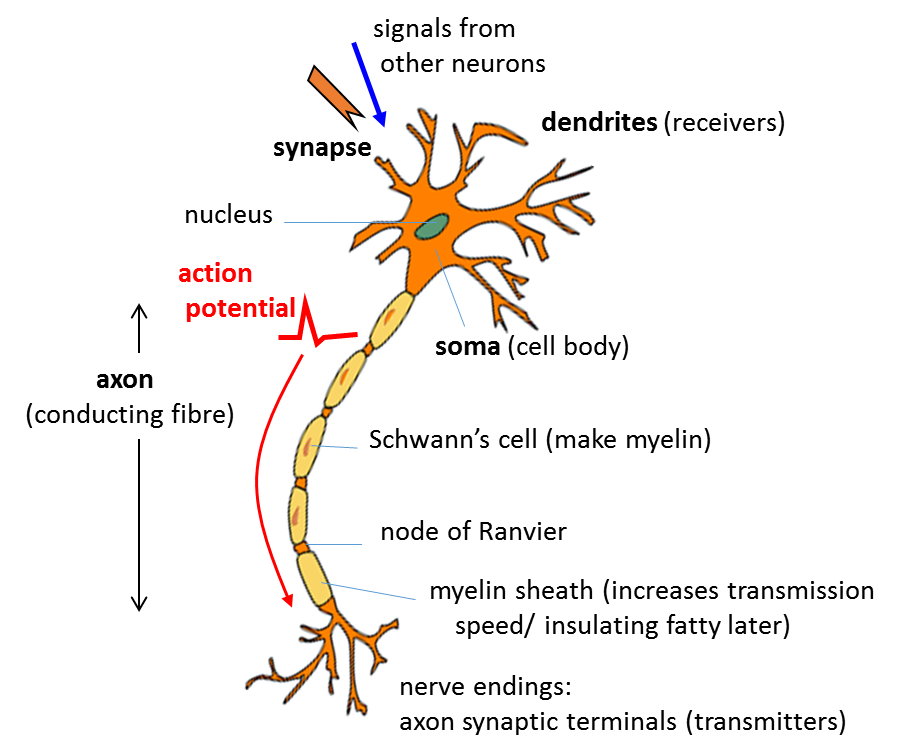 signals from
other neurons
dendrites (receivers)
synapse
nucleus
action
potential
soma (cell body)
axon
(conducting fibre)
Schwann’s cell (make myelin)
node of Ranvier
myelin sheath (increases transmission
speed/ insulating fatty later)
nerve endings:
axon synaptic terminals (transmitters)